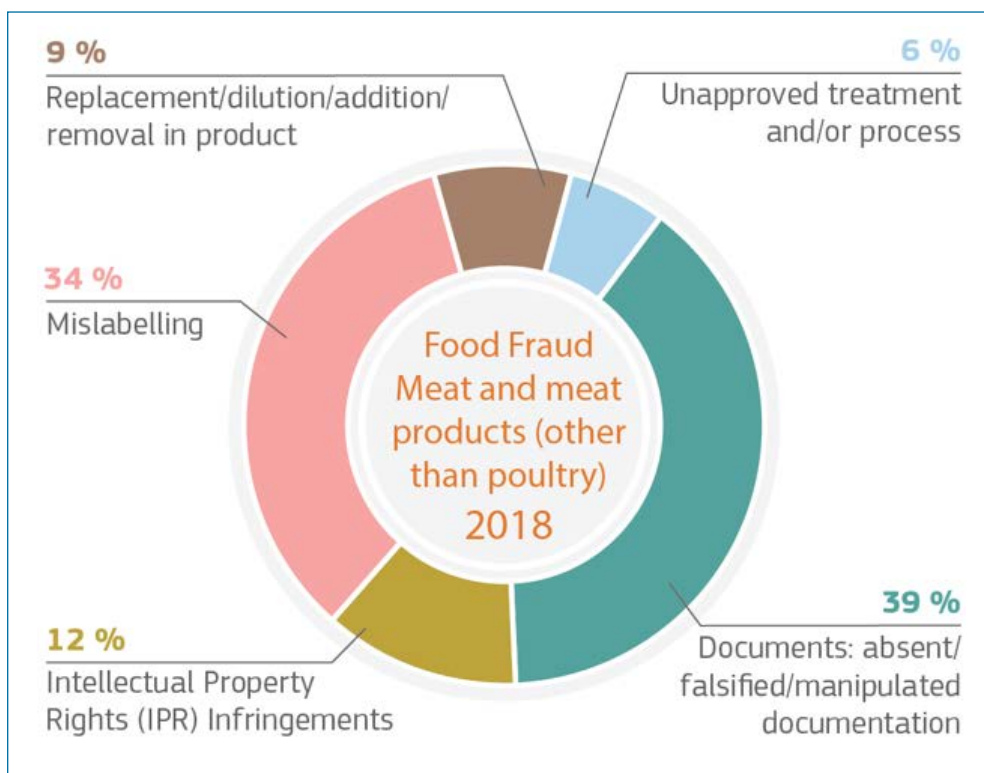 9 %
Replacement/dilution/addition/
removal in product
6 %
Unapproved treatment
and/or process
34 %
Mislabelling
Food Fraud
Meat and meat
products (other
than poultry)
2018
12 %
Intellectual Property
Rights (IPR) Infringements
39 %
Documents: absent/
falsified/manipulated
documentation